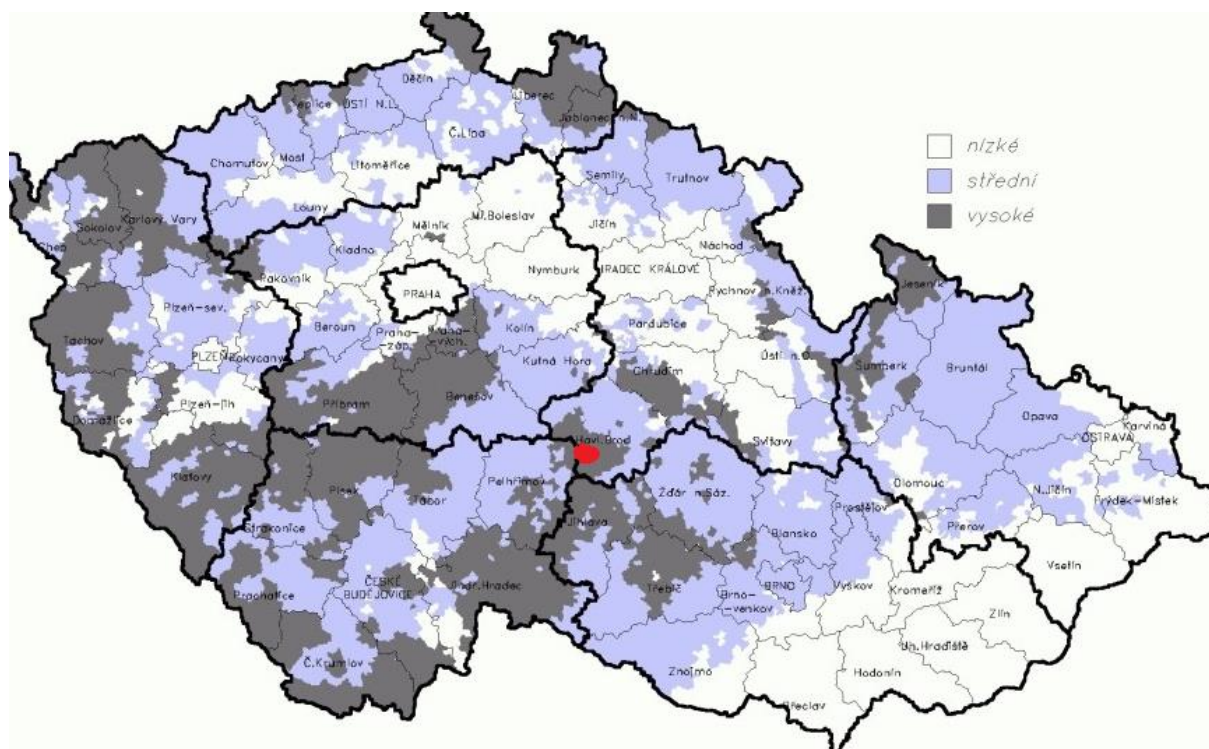 Děčín
Liberec
Teplice
ÚSTÍ N.L.
Jablonec n.N.
Č.Lípa
Chomutov
Most
Litoměřice
nízké
Semily
Trutnov
střední
Louny
Sokolov
Karlovy Vary
vysoké
Cheb
Ml.Boleslav
Mělník
Jičín
Kladno
Náchod
Rakovník
Nymburk
HRADEC KRÁLOVÉ
Jeseník
PRAHA
Rychnov n.Kněž.
Plzeň-sev.
Beroun
Kolín
Pardubice
Tachov
Praha-
záp.
Praha-
vých.
PLZEŇ
Rokycany
Kutná Hora
Ústí n.O.
Šumperk
Bruntál
Chrudim
Plzeň-jih
Příbram
Benešov
Opava
Domažlice
Karviná
OSTRAVA
Havl.Brod
Svitavy
Klatovy
Písek
Tábor
Pelhřimov
Žďár n.Sáz.
Olomouc
N.Jičín
Frýdek-Místek
Prostějov
Jihlava
Strakonice
Přerov
Blansko
Vsetín
ČESKÉ
BUDĚJOVICE
Jindř.Hradec
Třebíč
Brno-
venkov
BRNO
Vyškov
Kroměříž
Prachatice
Zlín
Uh.Hradiště
Č.Krumlov
Znojmo
Hodonín
Břeclav